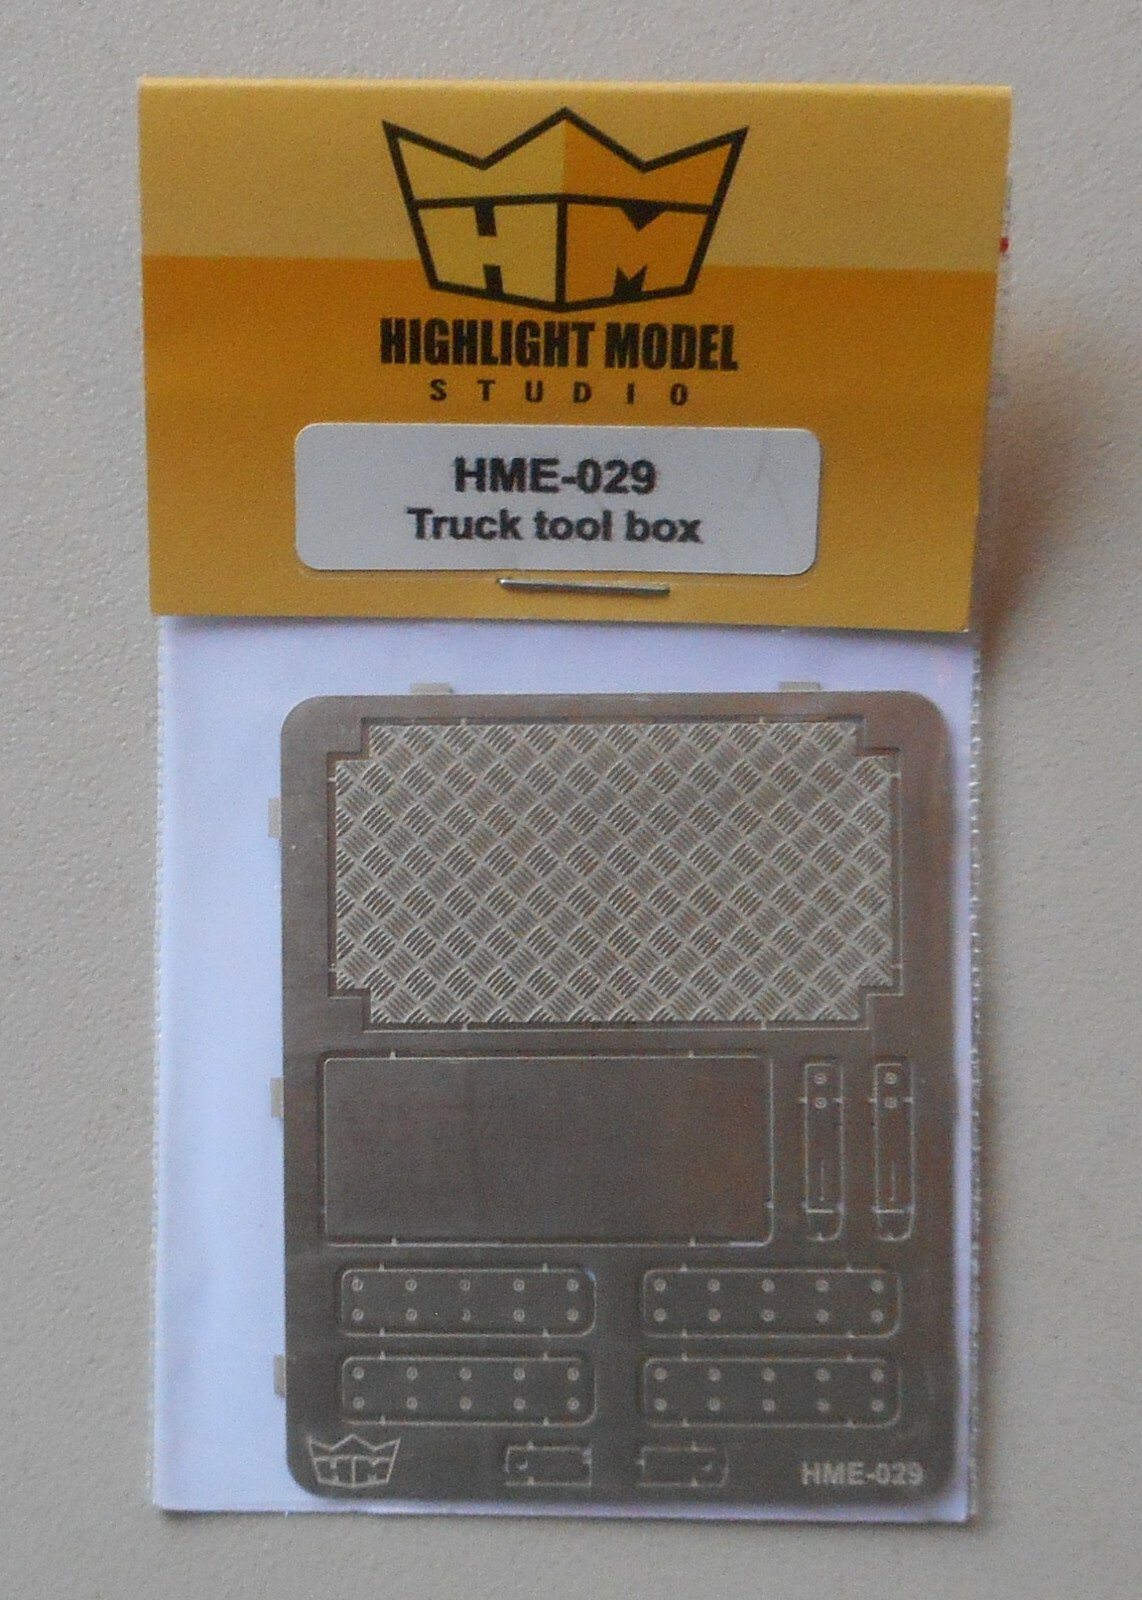 HM
HIGHLIGHT MODEL
STUDIO
HME-029
Truck tool box
HM
HME-029